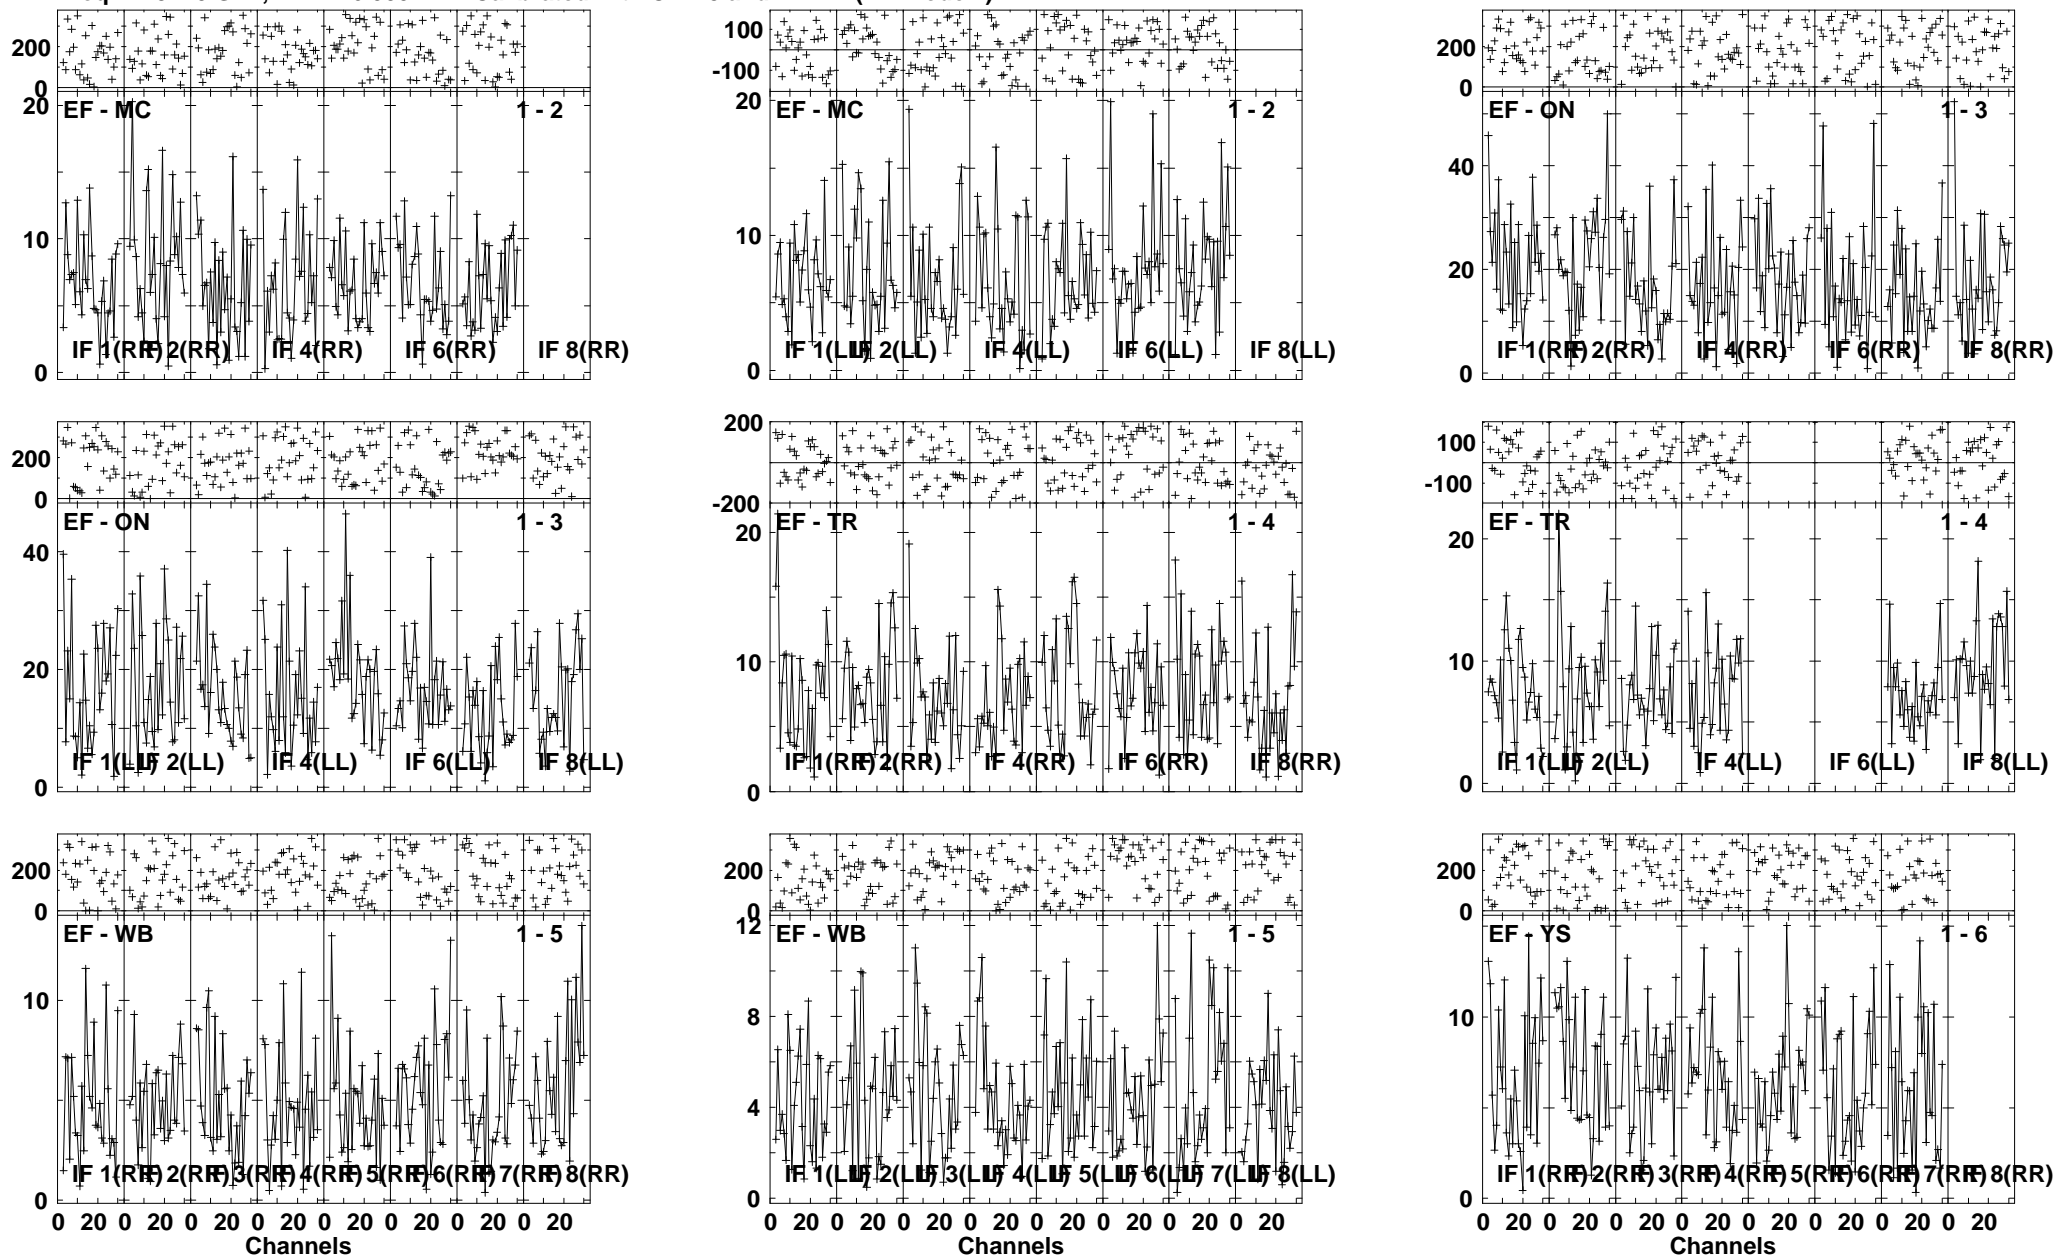 200
0
20
10
0
EF - MC
1 - 2
IF 1(RR) 2(RR) IF 4(RR) IF 6(RR) IF 8(RR)
100
-100
20
10
0
EF - MC
1 - 2
IF 1(LL) IF 2(LL) IF 4(LL) IF 6(LL) IF 8(LL)
200
0
40
20
0
EF - ON
1 - 3
IF 1(RR) IF 2(RR) IF 4(RR) IF 6(RR) IF 8(RR)
200
0
40
20
0
EF - ON
1 - 3
IF 1(LL) IF 2(LL) IF 4(LL) IF 6(LL) IF 8(LL)
200
-200
20
10
0
EF - TR
1 - 4
IF 1(RR) IF 2(RR) IF 4(RR) IF 6(RR) IF 8(RR)
100
-100
20
10
0
EF - TR
1 - 4
IF 1(LL) IF 2(LL) IF 4(LL) IF 6(LL) IF 8(LL)
200
0
10
0
EF - WB
1 - 5
IF 1(RR) IF 2(RR) IF 3(RR) IF 4(RR) IF 5(RR) IF 6(RR) IF 7(RR) IF 8(RR)
0 20 0 20 0 20 0 20 0 20 0 20 0 20 0 20
Channels
200
0
12
8
4
0
EF - WB
1 - 5
IF 1(LL) IF 2(LL) IF 3(LL) IF 4(LL) IF 5(LL) IF 6(LL) IF 7(LL) IF 8(LL)
0 20 0 20 0 20 0 20 0 20 0 20 0 20 0 20
Channels
200
0
10
0
EF - YS
1 - 6
IF 1(RR) IF 2(RR) IF 3(RR) IF 4(RR) IF 5(RR) IF 6(RR) IF 7(RR) IF 8(RR)
0 20 0 20 0 20 0 20 0 20 0 20 0 20 0 20
Channels